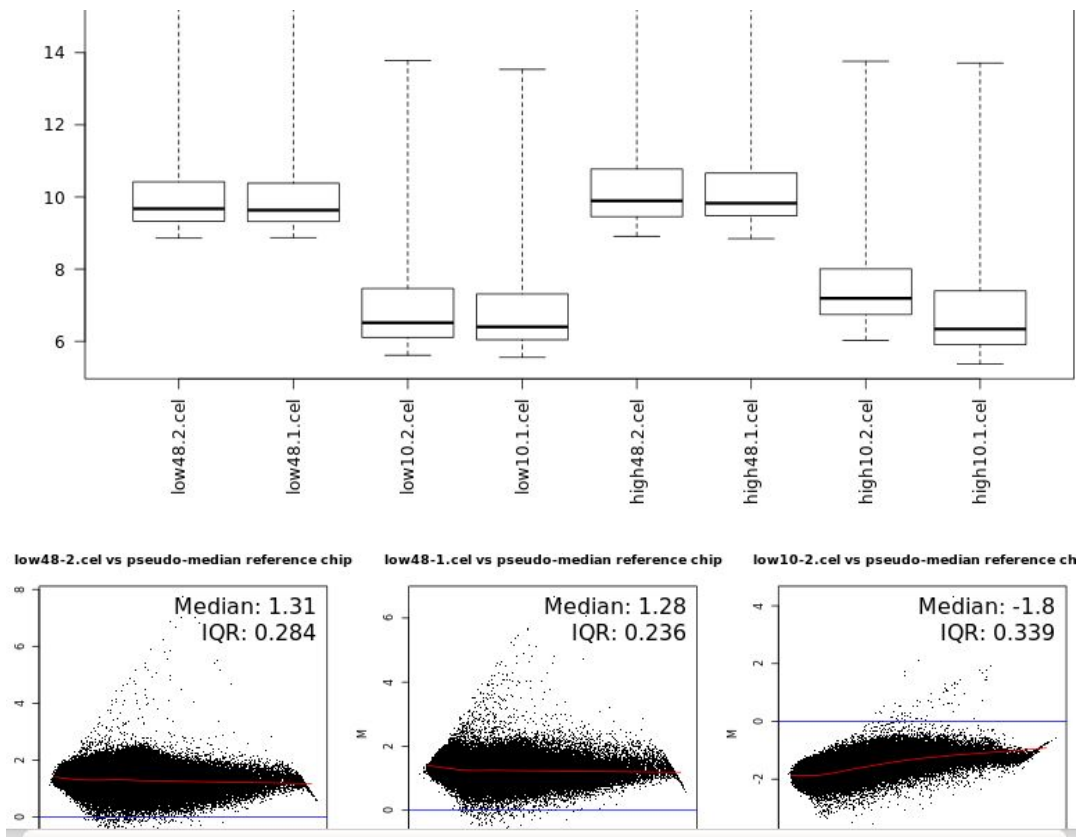 14
12
10
8
6
low48.2.cel
low48.1.cel
low10.2.cel
low10.1.cel
high48.2.cel
high48.1.cel
high10.2.cel
high10.1.cel
low48-2.cel vs pseudo-median reference chip
low48-1.cel vs pseudo-median reference chip
low10-2.cel vs pseudo-median reference ch
Median: 1.31
IQR: 0.284
8
6
4
2
0
Median: 1.28
IQR: 0.236
M
6
4
2
0
Median: -1.8
IQR: 0.339
M
4
2
0
-2